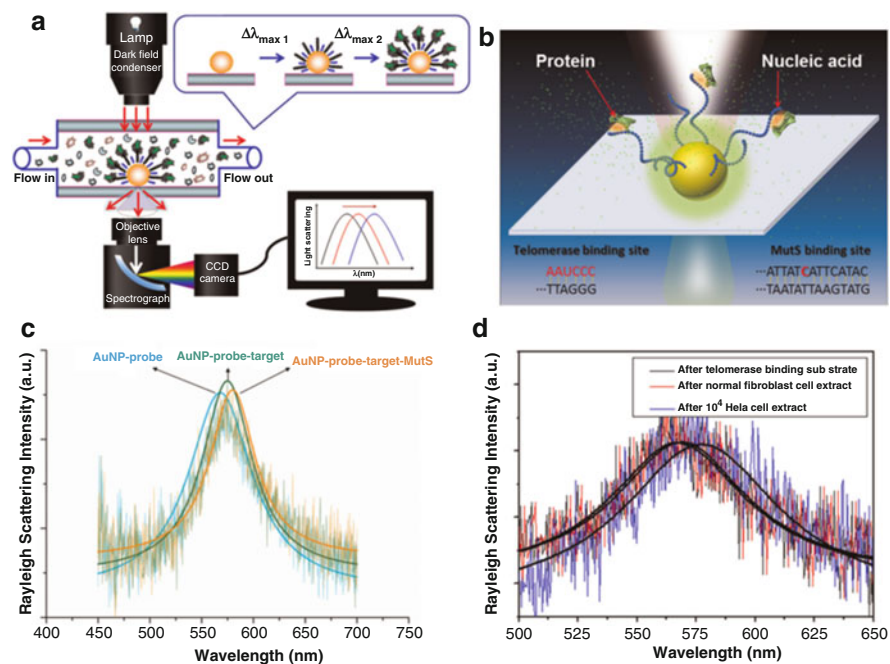 a
Lamp
Dark field
condenser
Δλmax 1
Δλmax 2
Flow in
Flow out
Objective
lens
Spectrograph
CCD
camera
Light scattering
λ(nm)
b
Protein
Nucleic acid
Telomerase binding site
AAUCCC
···TTAGGG
MutS binding site
···ATTATCATTCATAC
···TAATATTAAGTATG
c
AuNP-probe
AuNP-probe-target
AuNP-probe-target-MutS
Rayleigh Scattering Intensity (a.u.)
400 450 500 550 600 650 700 750
Wavelength (nm)
d
After telomerase binding sub strate
After normal fibroblast cell extract
After 10⁴ Hela cell extract
Rayleigh Scattering Intensity (a.u.)
500 525 550 575 600 625 650
Wavelength (nm)